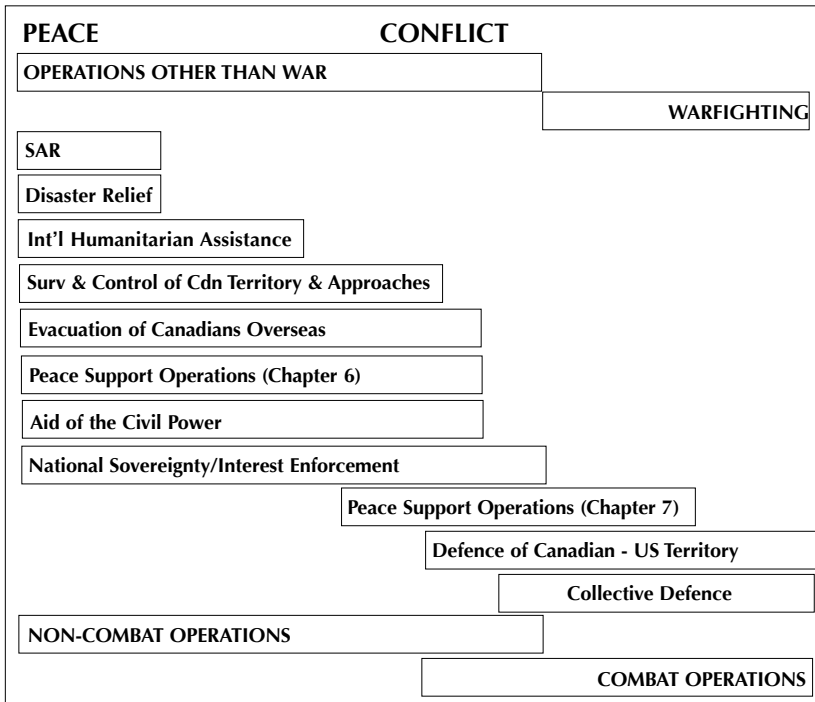 PEACE CONFLICT
OPERATIONS OTHER THAN WAR
WARFIGHTING
SAR
Disaster Relief
Int'l Humanitarian Assistance
Surv & Control of Cdn Territory & Approaches
Evacuation of Canadians Overseas
Peace Support Operations (Chapter 6)
Aid of the Civil Power
National Sovereignty/Interest Enforcement
Peace Support Operations (Chapter 7)
Defence of Canadian - US Territory
Collective Defence
NON-COMBAT OPERATIONS
COMBAT OPERATIONS